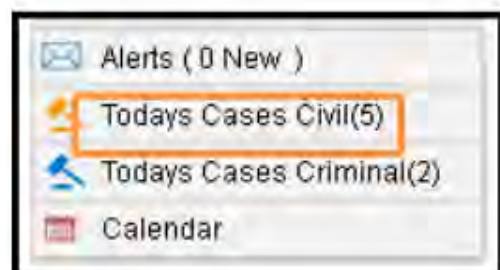 Alerts ( 0 New )
Todays Cases Civil(5)
Todays Cases Criminal(2)
Calendar